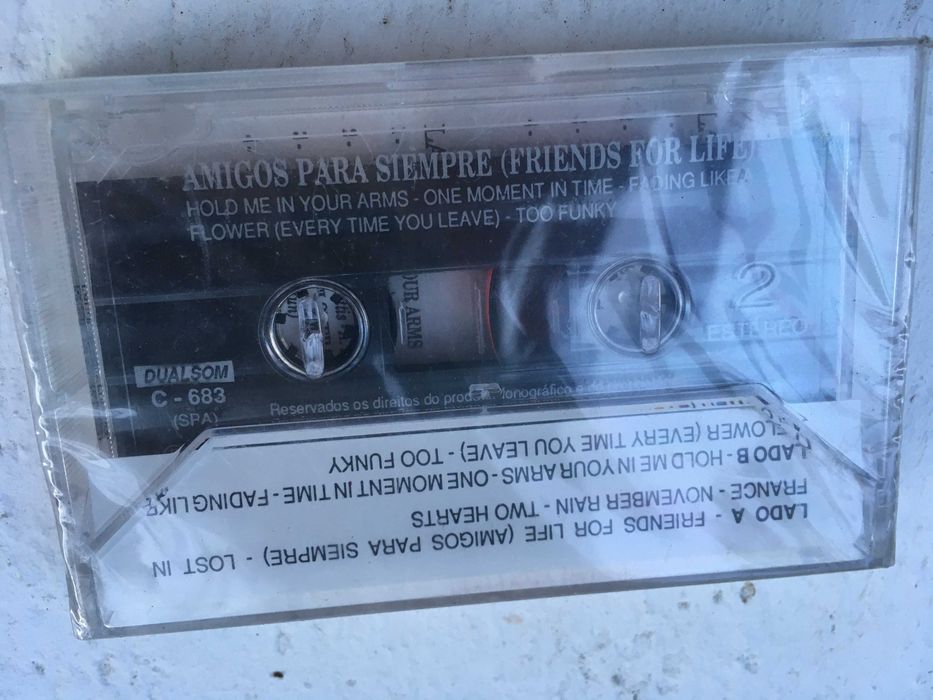 AMIGOS PARA SIEMPRE (FRIENDS FOR LIFE)
HOLD ME IN YOUR ARMS - ONE MOMENT IN TIME - FADING LIKE A
FLOWER (EVERY TIME YOU LEAVE) - TOO FUNKY
OUR ARMS
2
ESTÉREO
DUALSOM
C - 683
(SPA)
Reservados os direitos do
LADO A - FRIENDS FOR LIFE (AMIGOS PARA SIEMPRE) - LOST IN
FRANCE - NOVEMBER RAIN - TWO HEARTS
LADO B - HOLD ME IN YOUR ARMS - ONE MOMENT IN TIME - FADING LIKE
FLOWER (EVERY TIME YOU LEAVE) - TOO FUNKY